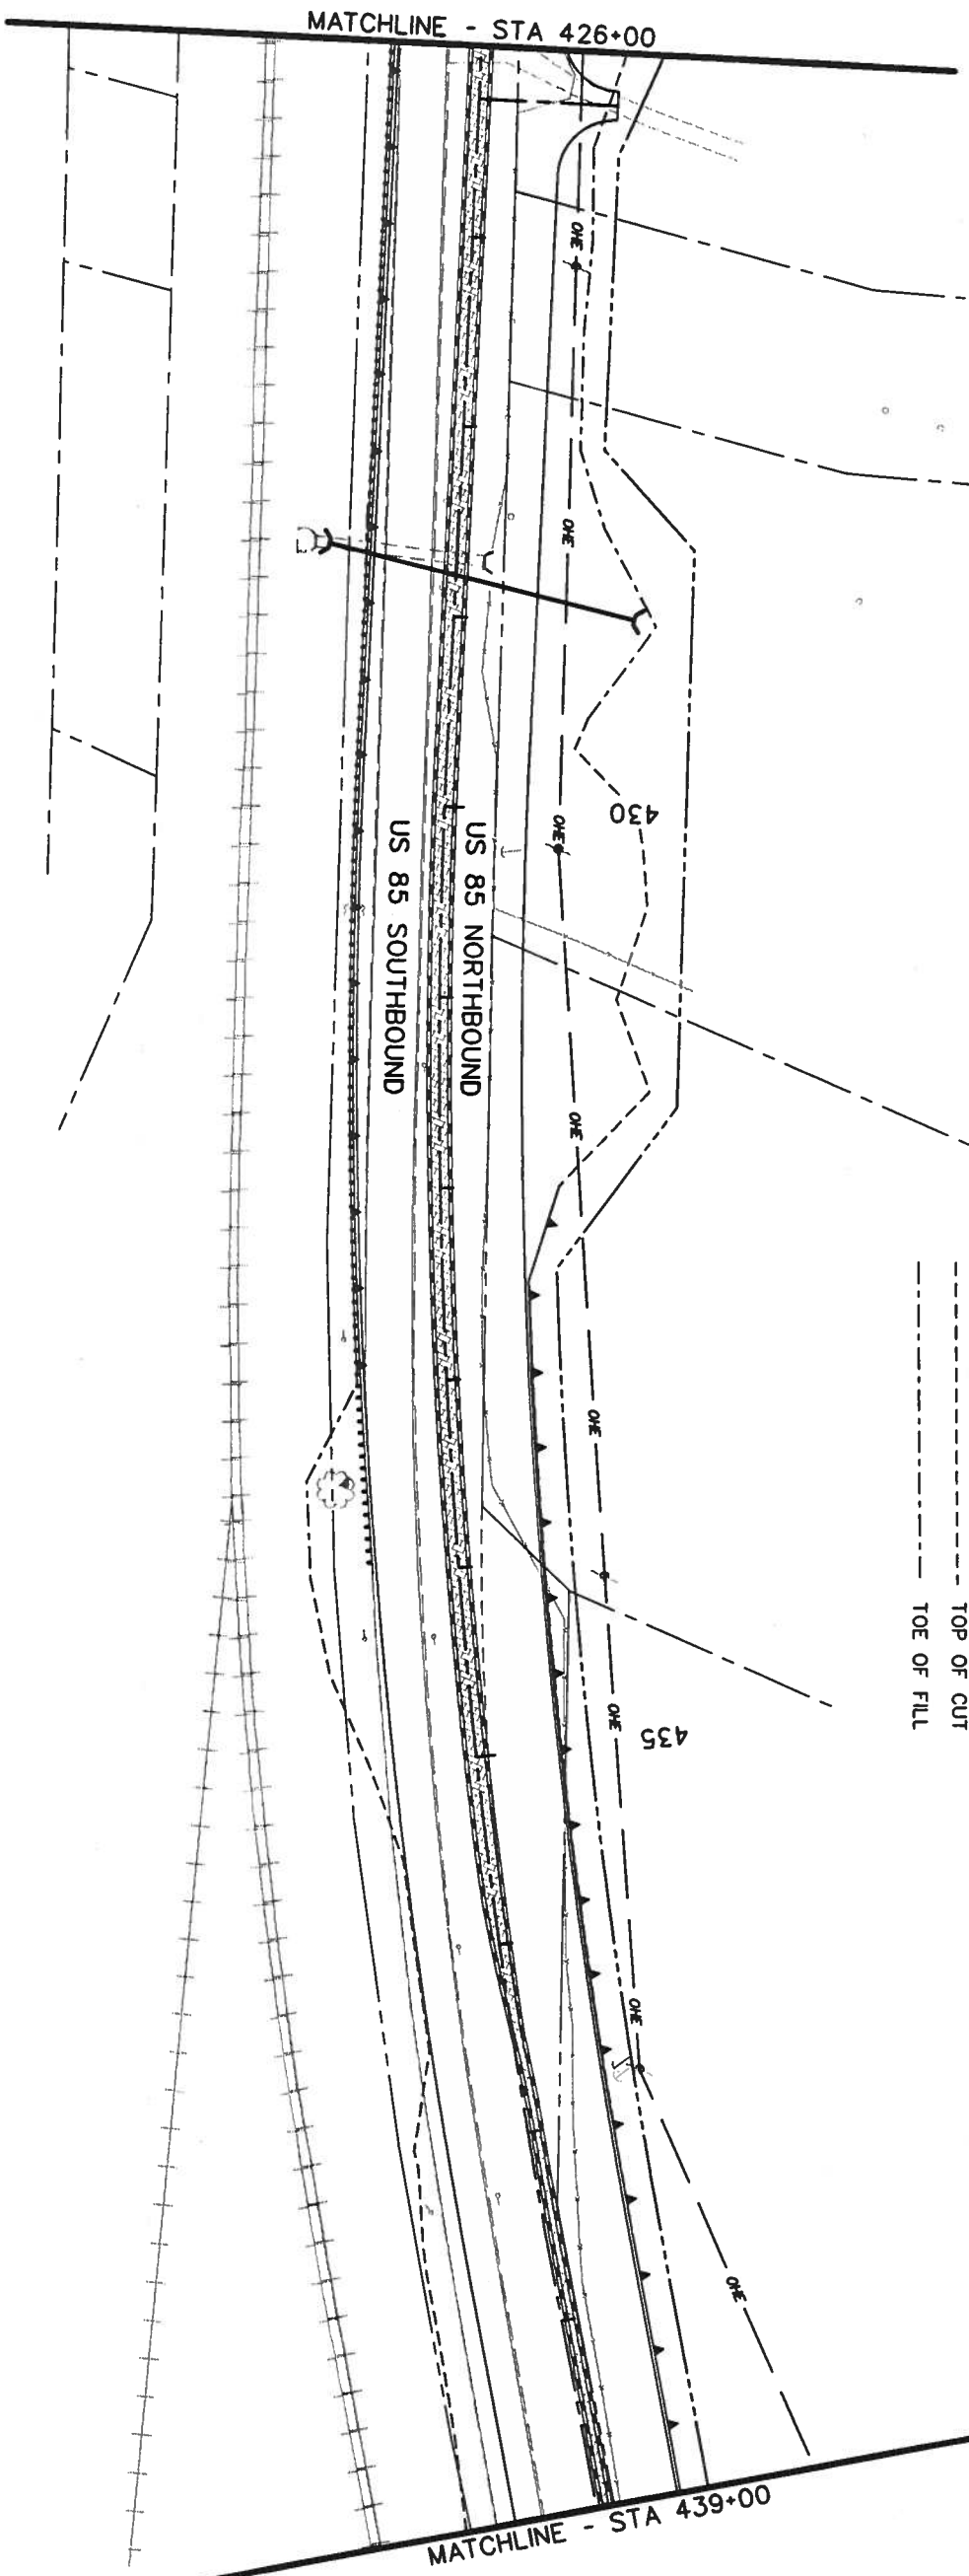 MATCHLINE - STA 426+00
OHE
OHE
430
OHE
US 85 NORTHBOUND
US 85 SOUTHBOUND
OHE
TOP OF CUT
TOE OF FILL
OHE
OHE
435
OHE
OHE
MATCHLINE - STA 439+00